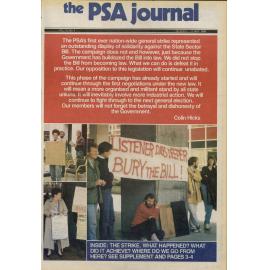 the PSA journal
The PSA's first ever nation-wide general strike represented
an outstanding display of solidarity against the State Sector
Bill. The campaign does not end however, just because the
Government has bulldozed the Bill into law. We did not stop
the Bill from becoming law. What we can do is defeat it in
practice. Our opposition to this legislation will continue unabated.
This phase of the campaign has already started and will
continue through the first negotiations under the new law. It
will mean a more organised and militant stand by all state
unions. It will inevitably involve more industrial action. We will
continue to fight through to the next general election.
Our members will not forget the betrayal and dishonesty of
the Government.
Colin Hicks
LISTENER
BURY THE BILL!
INSIDE: THE STRIKE, WHAT HAPPENED? WHAT
DID IT ACHIEVE? WHERE DO WE GO FROM
HERE? SEE SUPPLEMENT AND PAGES 3-4